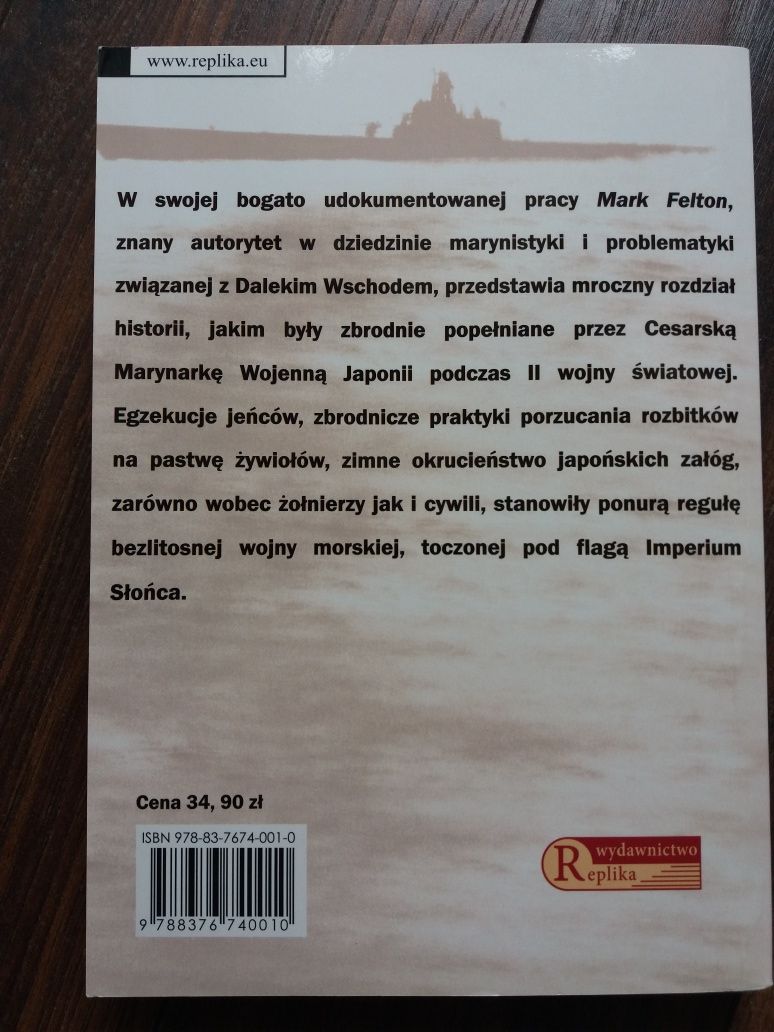 www.replika.eu
W swojej bogato udokumentowanej pracy Mark Felton,
znany autorytet w dziedzinie marynistyki i problematyki
związanej z Dalekim Wschodem, przedstawia mroczny rozdział
historii, jakim były zbrodnie popełniane przez Cesarską
Marynarkę Wojenną Japonii podczas II wojny światowej.
Egzekucje jeńców, zbrodnicze praktyki porzucania rozbitków
na pastwę żywiołów, zimne okrucieństwo japońskich załóg,
zarówno wobec żołnierzy jak i cywili, stanowiły ponurą regułę
bezlitosnej wojny morskiej, toczonej pod flagą Imperium
Słońca.
Cena 34, 90 zł
ISBN 978-83-7674-001-0
9 788376 740010
wydawnictwo
Replika